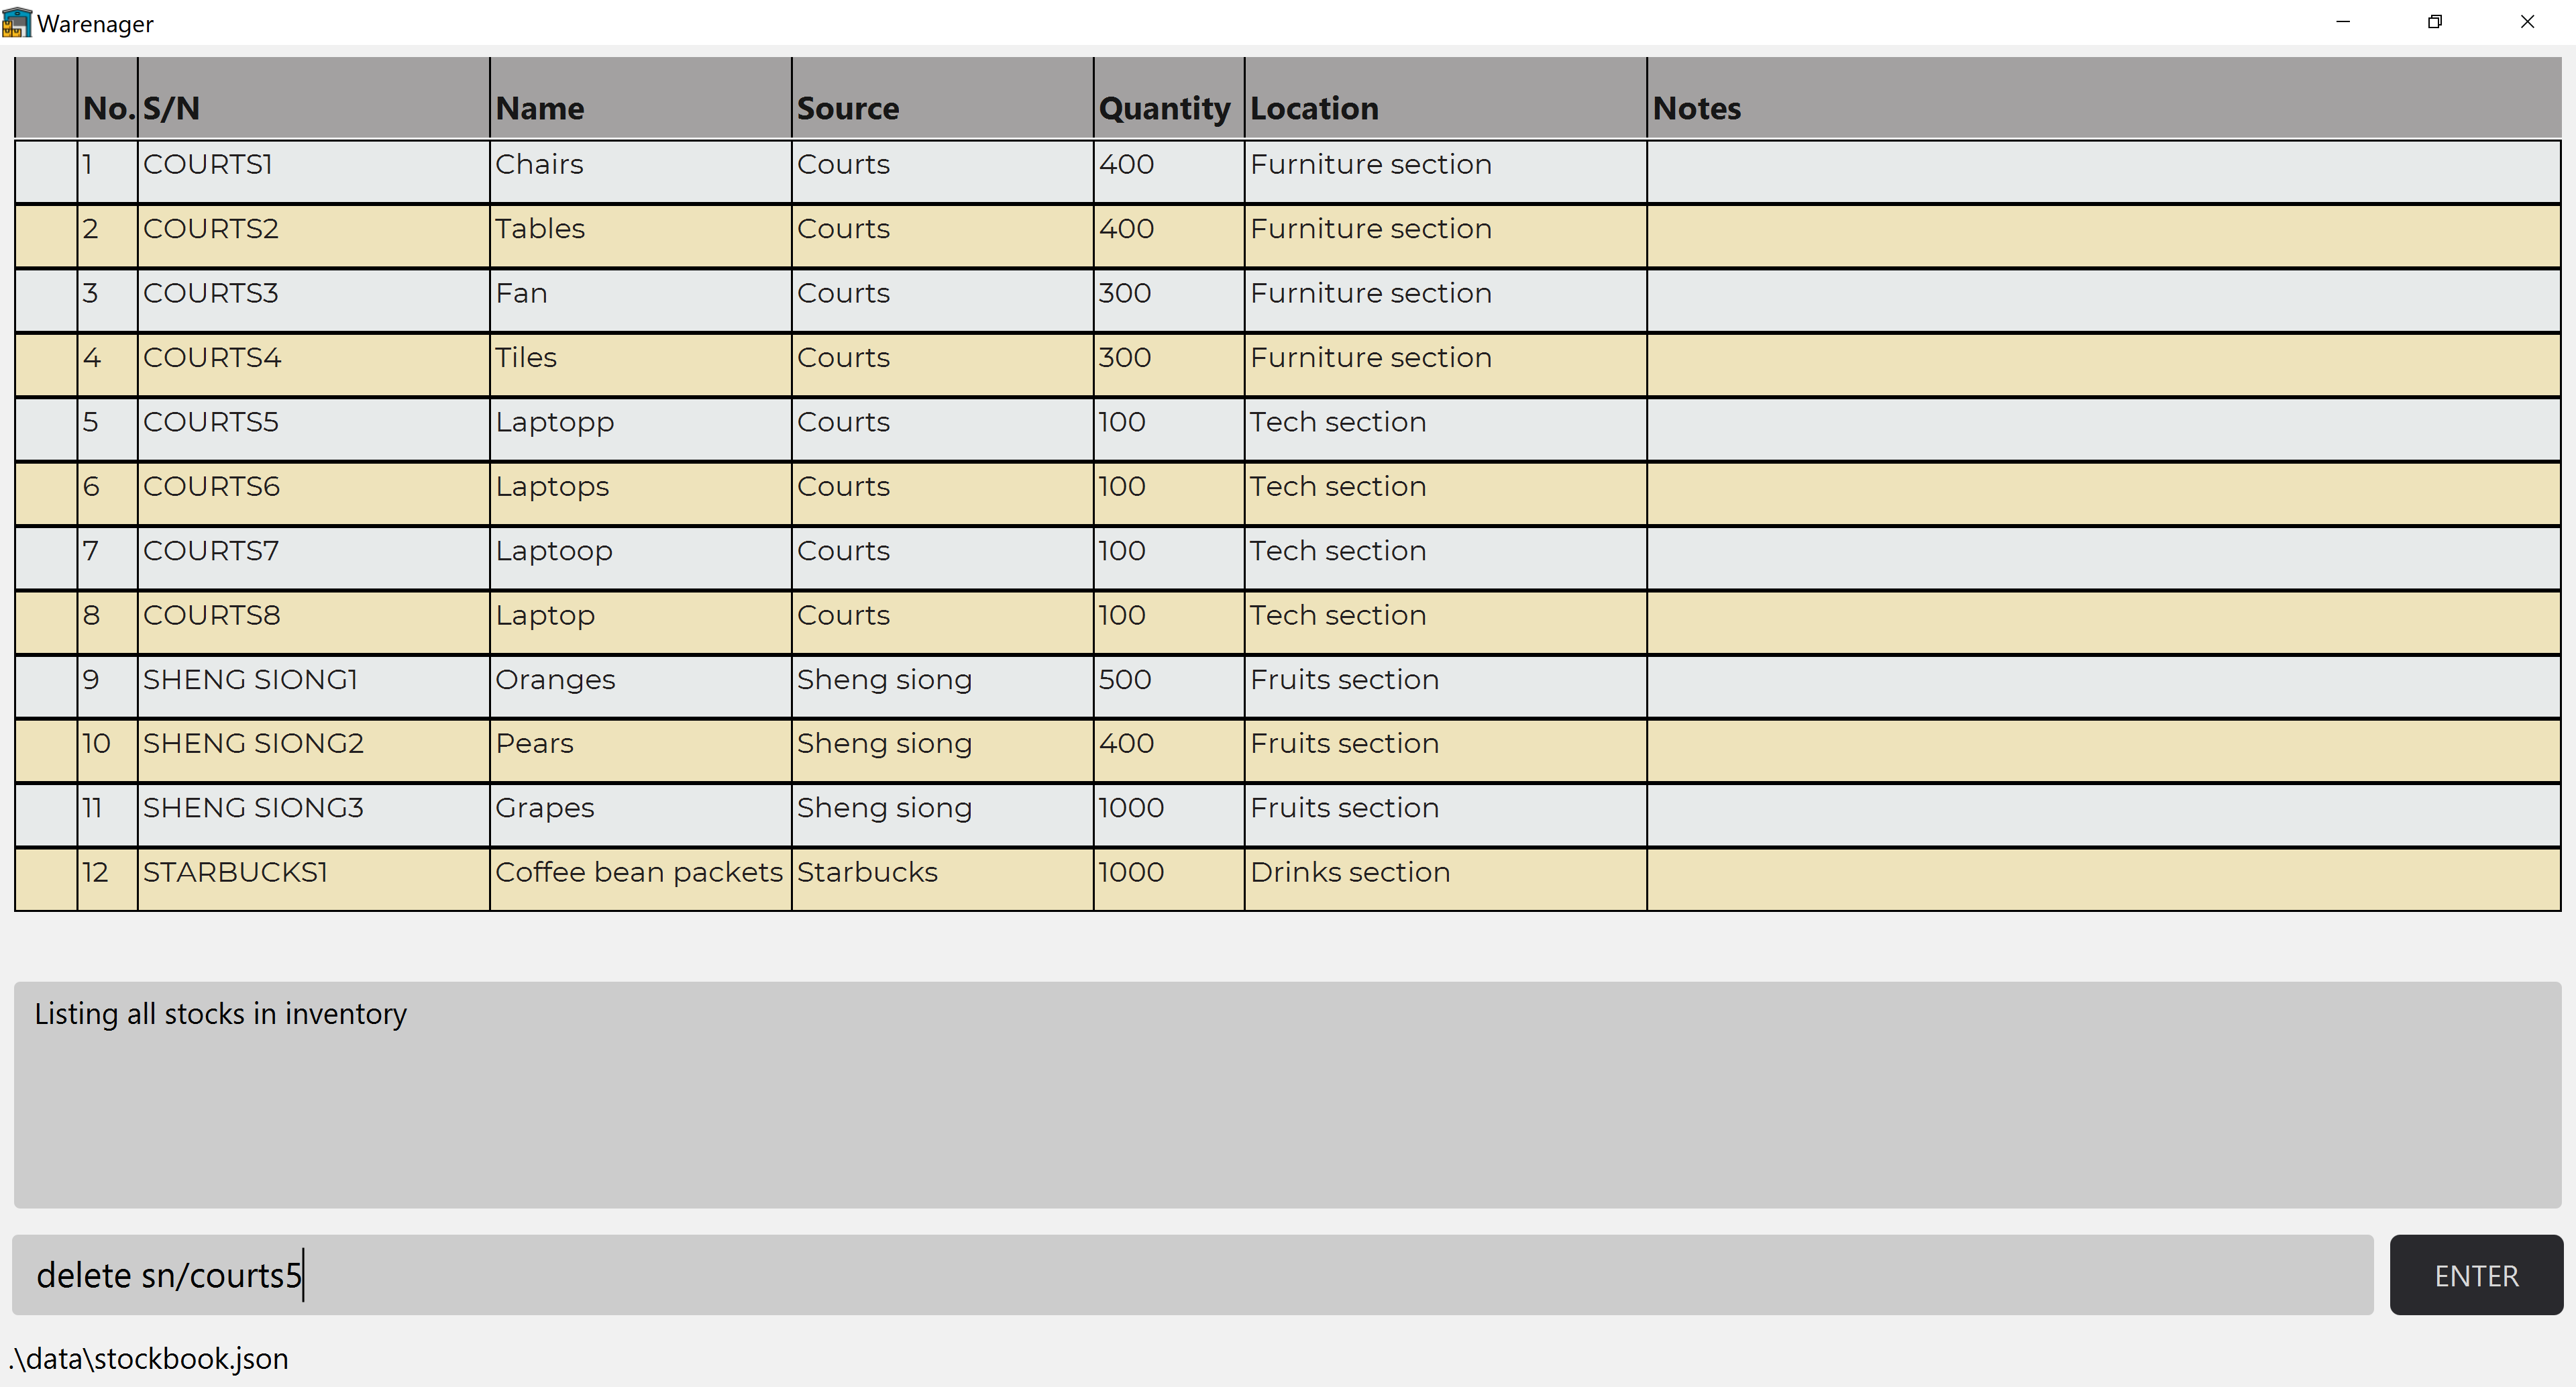 Warenager
No. S/N Name Source Quantity Location Notes
1 COURTS1 Chairs Courts 400 Furniture section
2 COURTS2 Tables Courts 400 Furniture section
3 COURTS3 Fan Courts 300 Furniture section
4 COURTS4 Tiles Courts 300 Furniture section
5 COURTS5 Laptopp Courts 100 Tech section
6 COURTS6 Laptops Courts 100 Tech section
7 COURTS7 Laptoop Courts 100 Tech section
8 COURTS8 Laptop Courts 100 Tech section
9 SHENG SIONG1 Oranges Sheng siong 500 Fruits section
10 SHENG SIONG2 Pears Sheng siong 400 Fruits section
11 SHENG SIONG3 Grapes Sheng siong 1000 Fruits section
12 STARBUCKS1 Coffee bean packets Starbucks 1000 Drinks section
Listing all stocks in inventory
delete sn/courts5 ENTER
.\data\stockbook.json